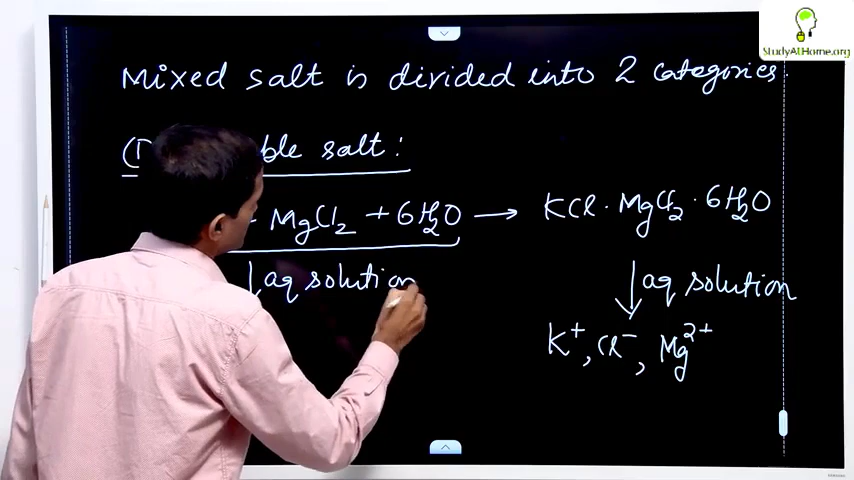 StudyAtHome.org
Mixed salt is divided into 2 categories.
salt:
MgCl2 + 6H2O → KCl · MgCl2 · 6H2O
↓ aq solution ↓ aq solution
K+, Cl-, Mg2+